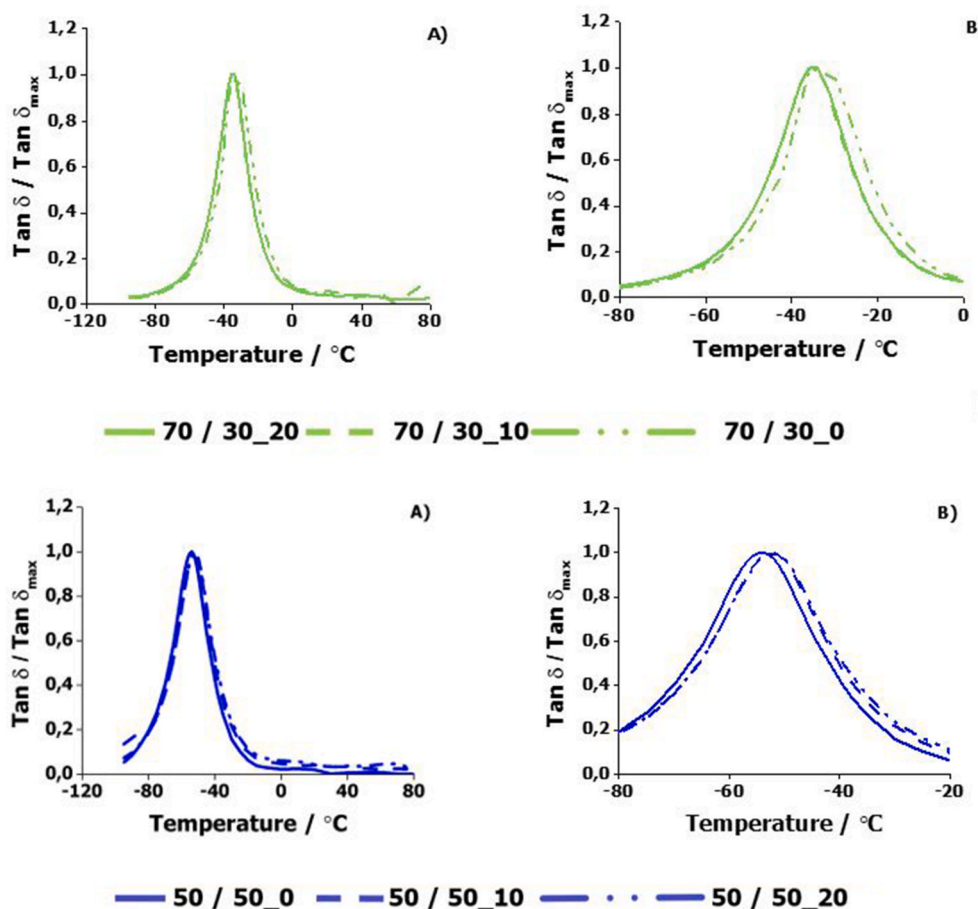 A)
B
Tan δ / Tan δmax
1,2
1,0
0,8
0,6
0,4
0,2
0,0
-120 -80 -40 0 40 80
Temperature / °C
Tan δ / Tan δmax
1,2
1,0
0,8
0,6
0,4
0,2
0,0
-80 -60 -40 -20 0
Temperature / °C
70 / 30_20 70 / 30_10 70 / 30_0
A)
B)
Tan δ / Tan δmax
1,2
1,0
0,8
0,6
0,4
0,2
0,0
-120 -80 -40 0 40 80
Temperature / °C
Tan δ / Tan δmax
1,2
1,0
0,8
0,6
0,4
0,2
0,0
-80 -60 -40 -20
Temperature / °C
50 / 50_0 50 / 50_10 50 / 50_20